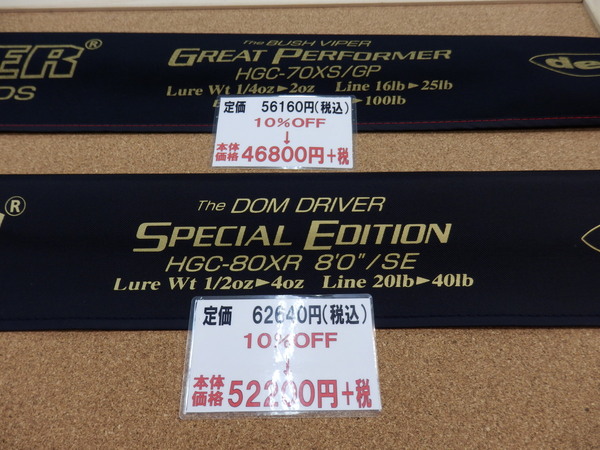 The BUSH VIPER
ER®
GREAT PERFORMER
de
HGC-70XS/GP
OS
Lure Wt 1/4oz►2oz Line 16lb►25lb
►100lb
定価 56160円(税込)
10%OFF
↓
本体価格 46800円+税
®
The DOM DRIVER
SPECIAL EDITION
HGC-80XR 8'0"/SE
Lure Wt 1/2oz►4oz Line 20lb►40lb
定価 62640円(税込)
10%OFF
↓
本体価格 52200円+税